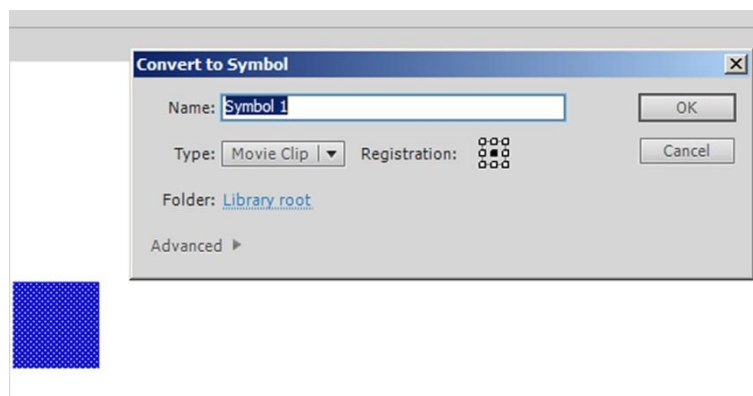 Convert to Symbol
Name: Symbol 1
OK
Type: Movie Clip Registration:
Cancel
Folder: Library root
Advanced